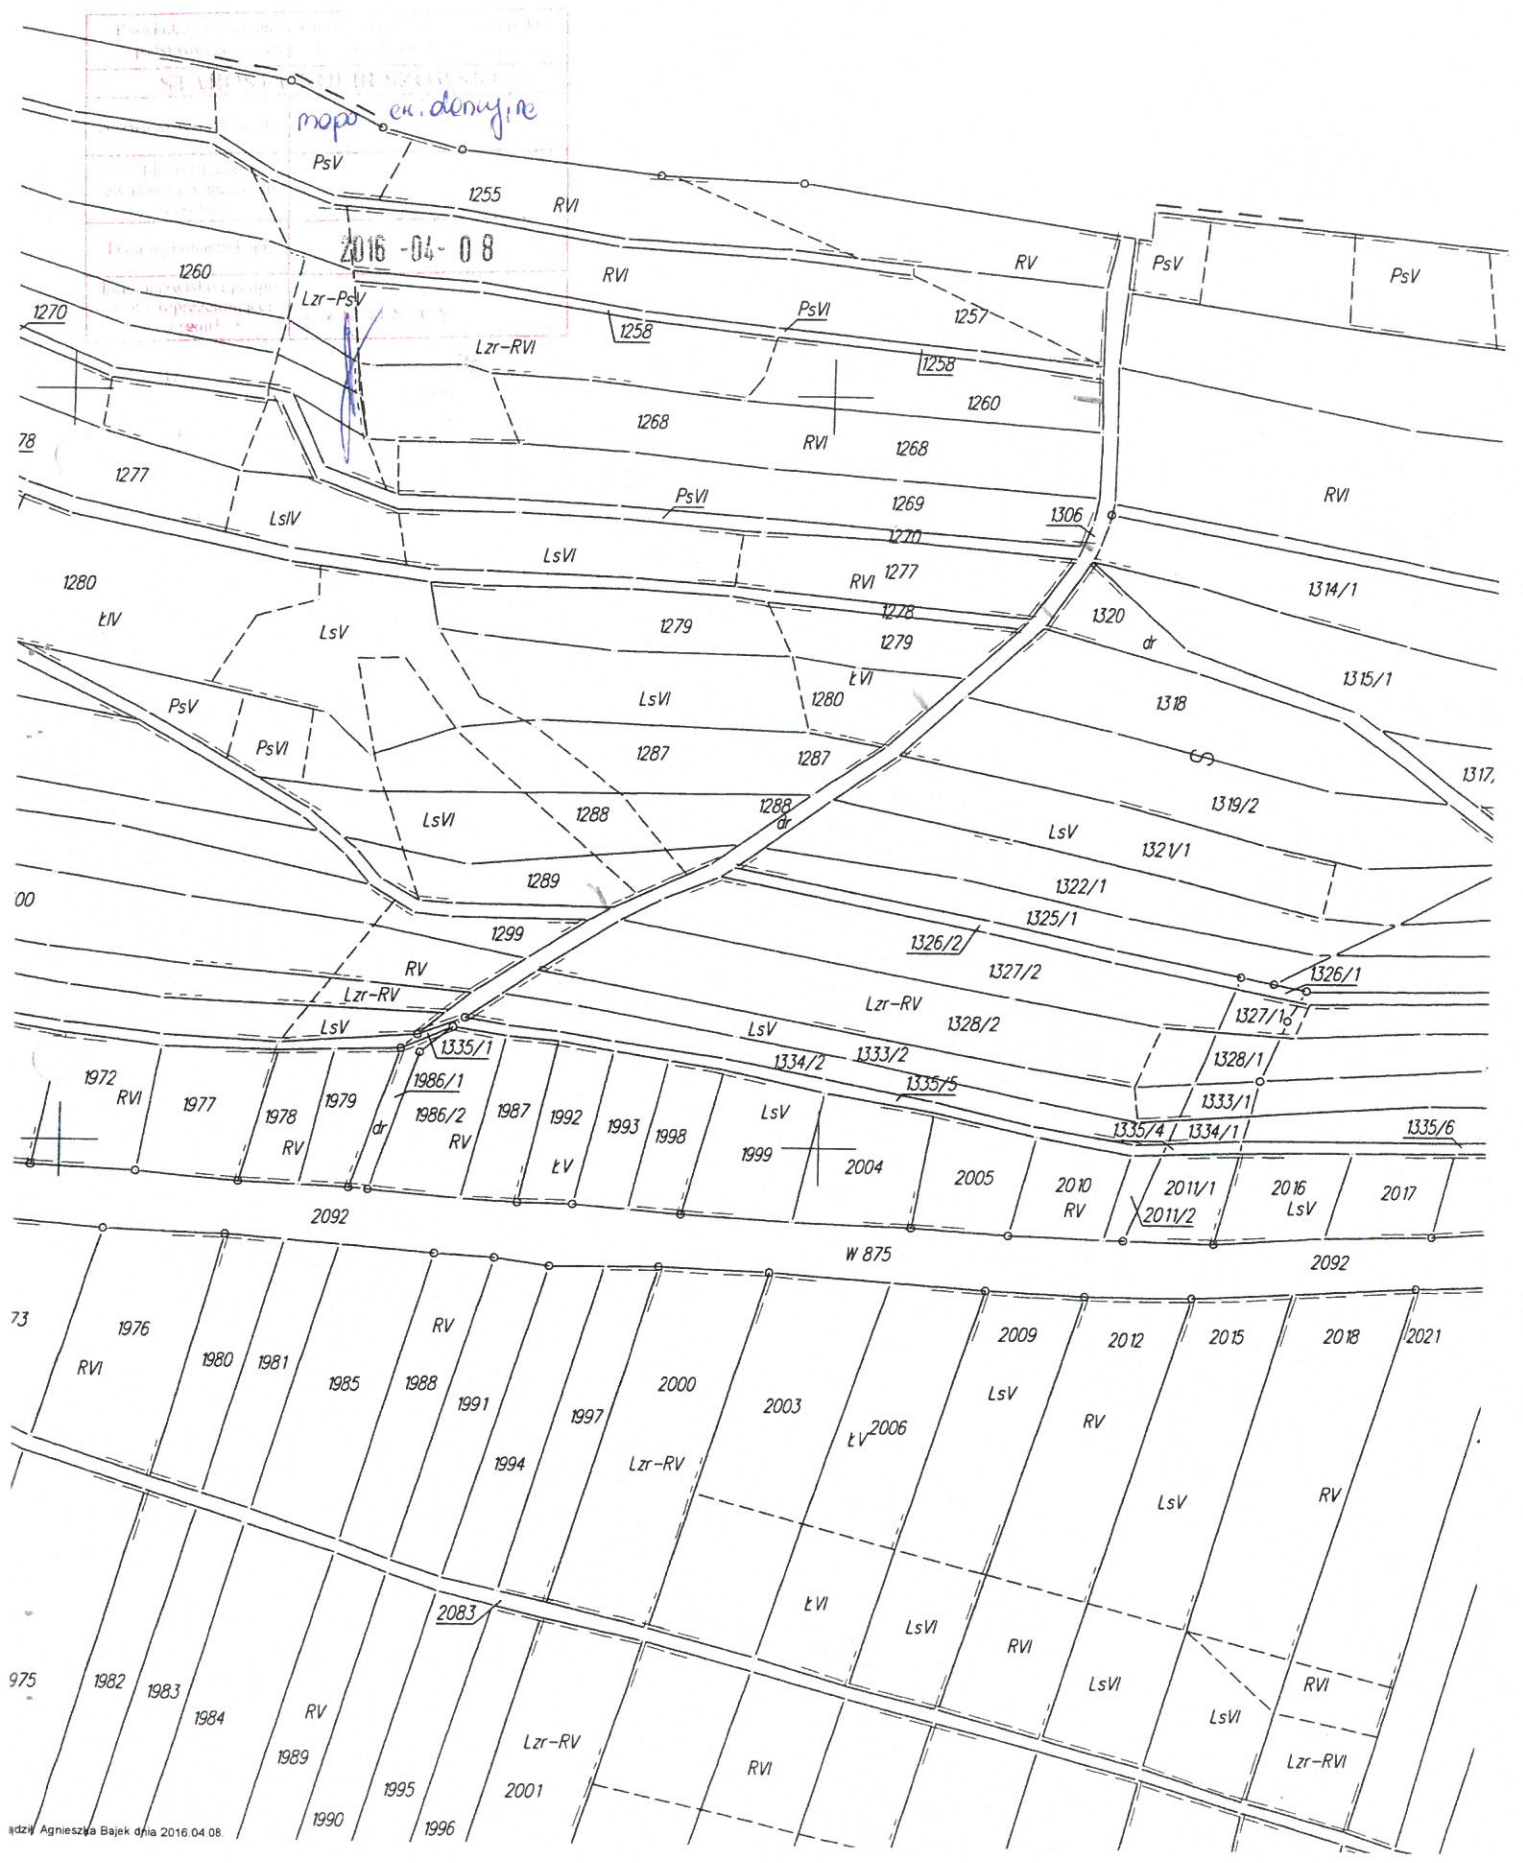 STAROSTA
mapa ewidencyjna
PsV
1255
RVI
2016 -04- 08
RV
PsV
PsV
1260
RVI
Lzr-PsV
1270
PsVI
1257
1258
Lzr-RVI
1258
1260
1268
RVI
1268
78
1277
PsVI
1269
RVI
LsIV
1306
1270
LsVI
1280
RVI
1277
1314/1
ŁIV
1278
1320
LsV
1279
1279
dr
ŁVI
1315/1
PsV
LsVI
1280
1318
PsVI
1287
1287
S
1317,
LsVI
1288
1288
dr
1319/2
LsV
1321/1
1289
1322/1
00
1325/1
1299
1326/2
RV
1327/2
1326/1
Lzr-RV
Lzr-RV
1327/1
LsV
LsV
1328/2
1335/1
1333/2
1334/2
1328/1
1972
1986/1
1335/5
RVI
1977
1979
1333/1
1978
1986/2
1987
1992
1993
LsV
1335/4
1334/1
1335/6
dr
RV
RV
1998
ŁV
1999
2004
2005
2010
2011/1
2016
2017
RV
2011/2
LsV
2092
W 875
2092
73
1976
RV
2009
2012
2015
2018
2021
RVI
1980
1981
1985
1988
2000
LsV
1991
1997
2003
ŁV
2006
RV
1994
Lzr-RV
LsV
RV
2083
ŁVI
LsVI
RVI
975
1982
1983
LsVI
RVI
1984
RV
LsVI
1989
Lzr-RV
RVI
Lzr-RVI
1990
1995
2001
1996
ądził: Agnieszka Bajek dnia 2016.04.08.